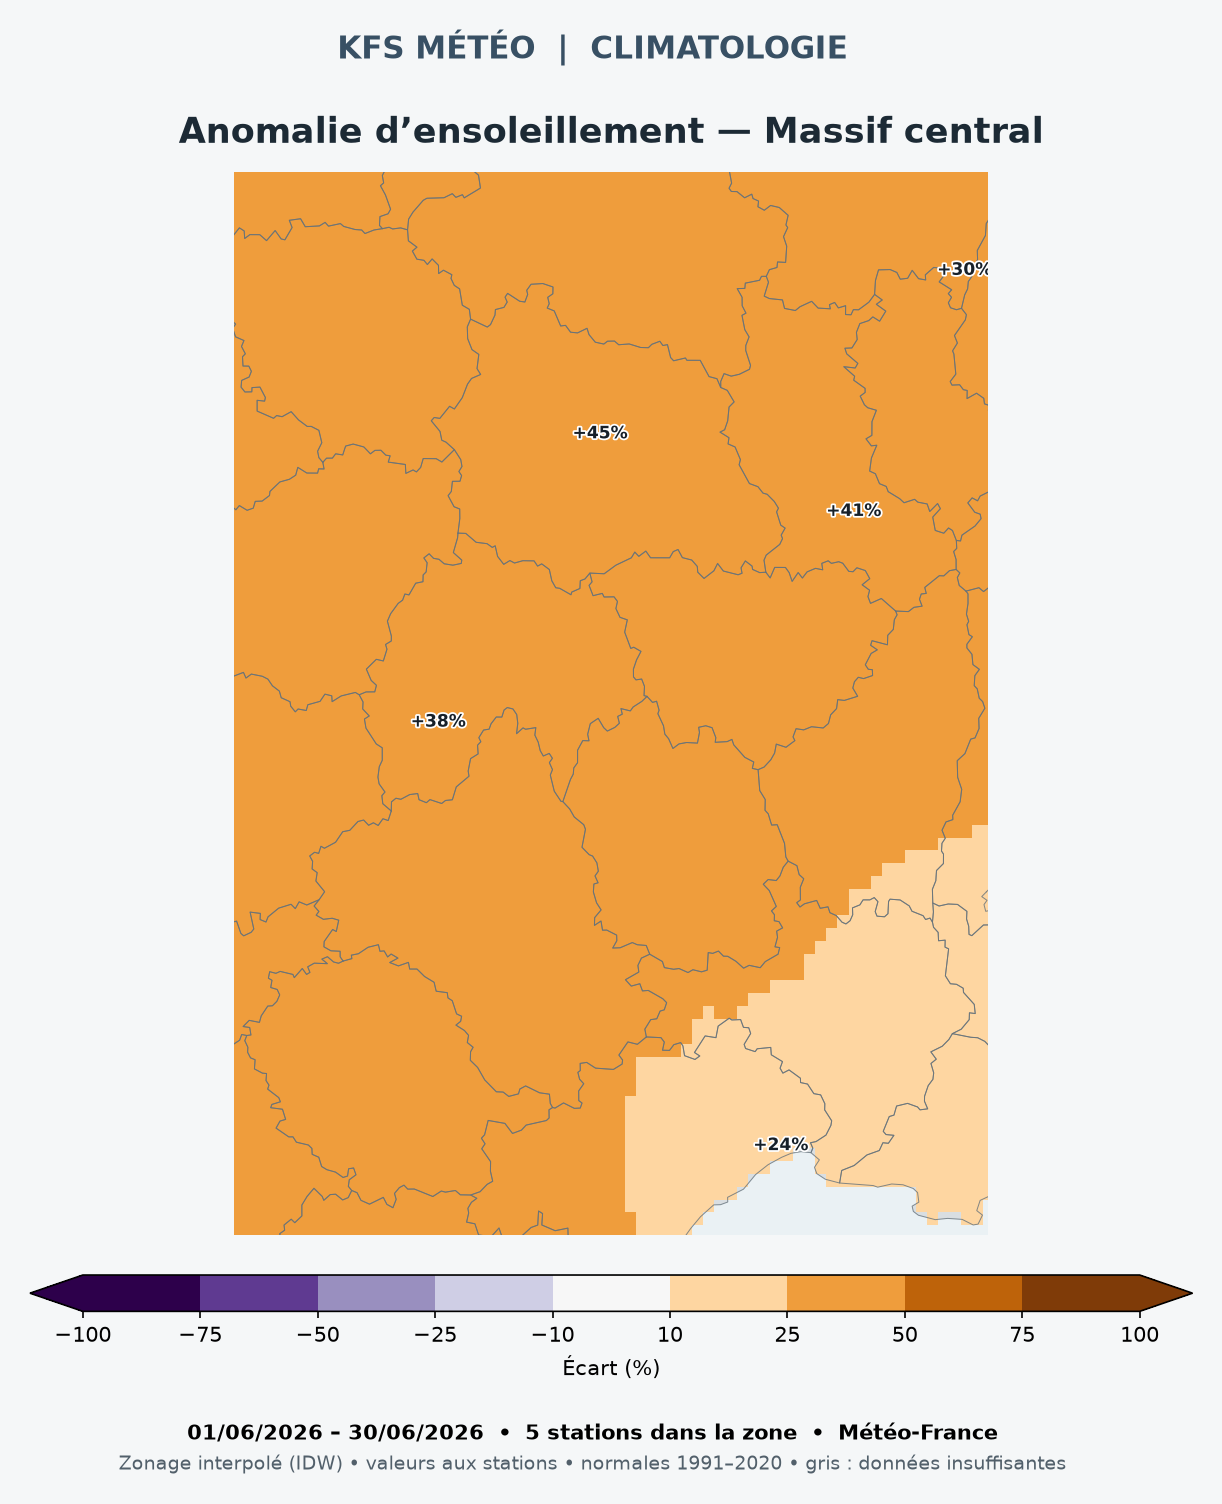 KFS MÉTÉO | CLIMATOLOGIE
Anomalie d’ensoleillement — Massif central
+30%
+45%
+41%
+38%
+24%
−100 −75 −50 −25 −10 10 25 50 75 100
Écart (%)
01/06/2026 – 30/06/2026 • 5 stations dans la zone • Météo-France
Zonage interpolé (IDW) • valeurs aux stations • normales 1991–2020 • gris : données insuffisantes